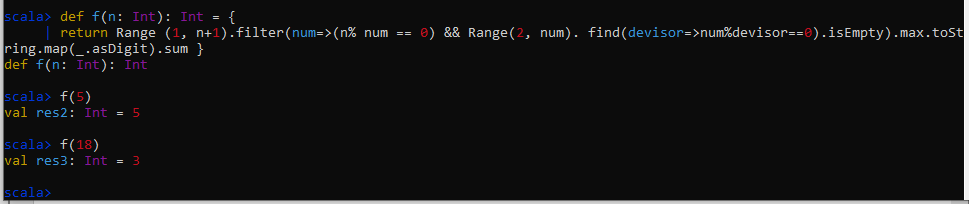 scala> def f(n: Int): Int = {
     | return Range (1, n+1).filter(num=>(n% num == 0) && Range(2, num). find(devisor=>num%devisor==0).isEmpty).max.toSt
ring.map(_.asDigit).sum }
def f(n: Int): Int
scala> f(5)
val res2: Int = 5
scala> f(18)
val res3: Int = 3
scala>